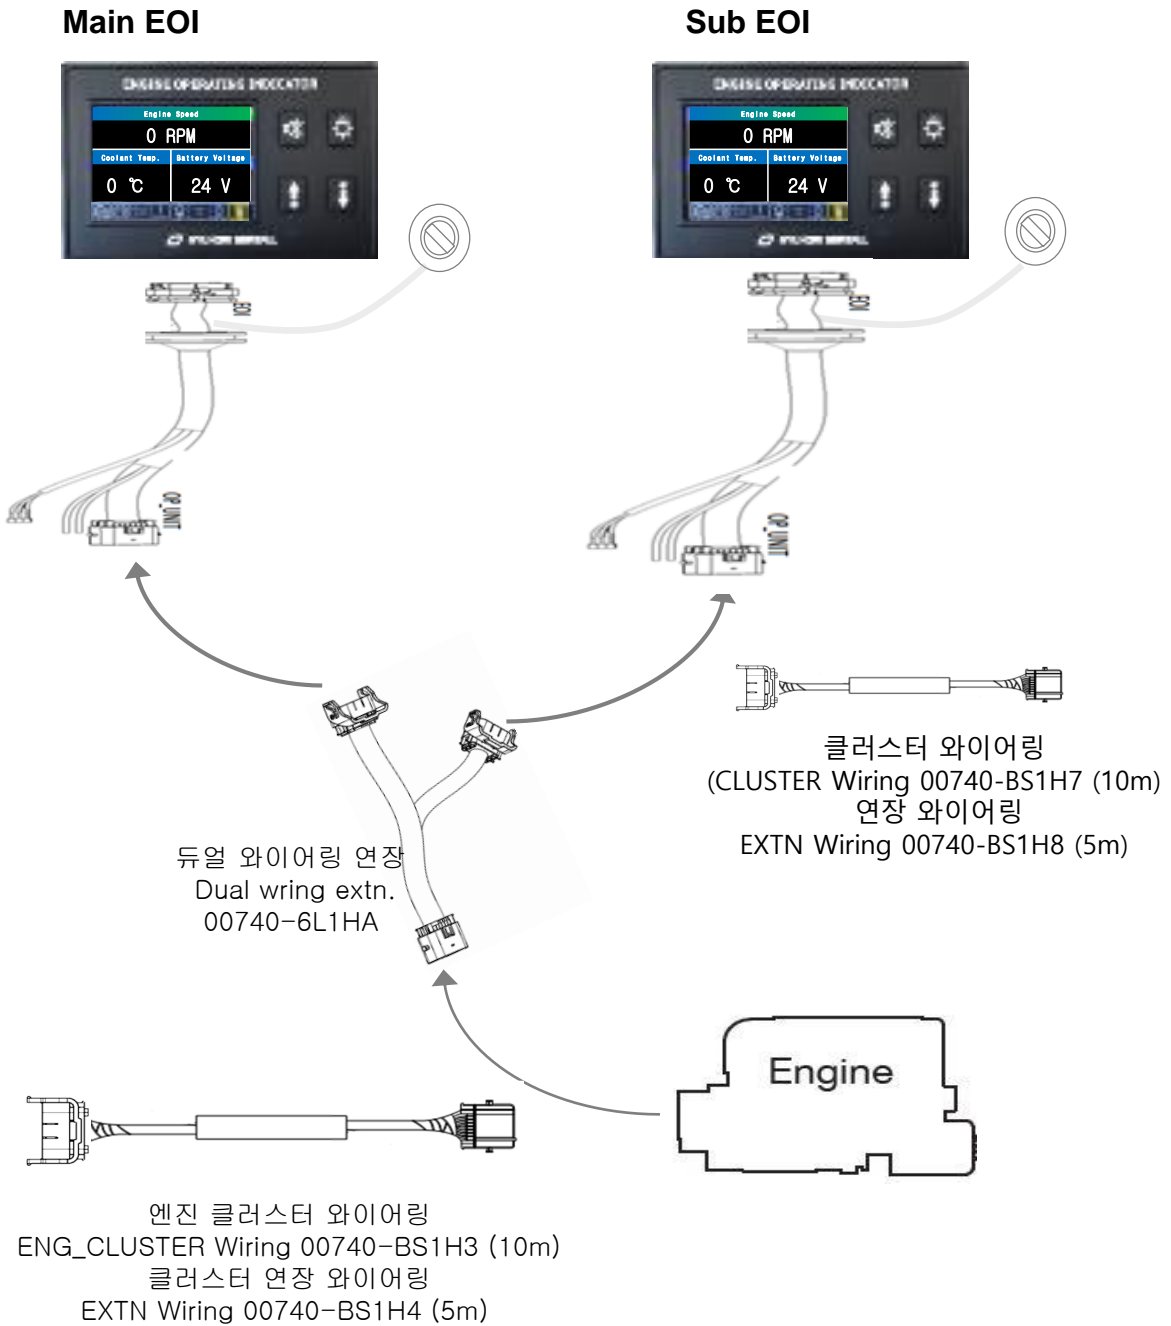 Main EOI
Sub EOI
ENGINE OPERATING INDICATOR
Engine Speed
0 RPM
Coolant Temp.
Battery Voltage
0 ℃
24 V
ENGINE OPERATING INDICATOR
Engine Speed
0 RPM
Coolant Temp.
Battery Voltage
0 ℃
24 V
EOI
EOI
OP_UNIT
OP_UNIT
클러스터 와이어링
(CLUSTER Wiring 00740-BS1H7 (10m)
연장 와이어링
EXTN Wiring 00740-BS1H8 (5m)
듀얼 와이어링 연장
Dual wring extn.
00740-6L1HA
Engine
엔진 클러스터 와이어링
ENG_CLUSTER Wiring 00740-BS1H3 (10m)
클러스터 연장 와이어링
EXTN Wiring 00740-BS1H4 (5m)